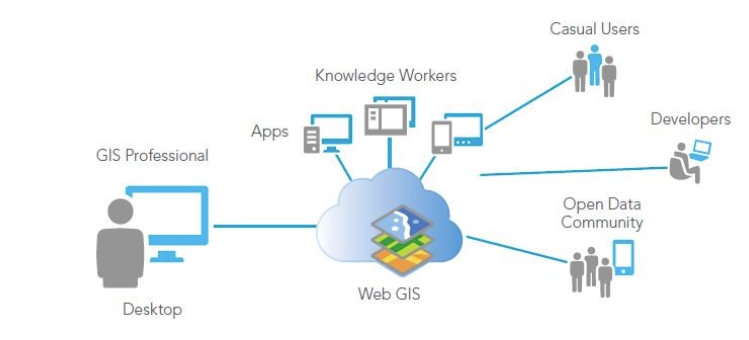 Casual Users
Knowledge Workers
Developers
Apps
GIS Professional
Open Data
Community
Web GIS
Desktop